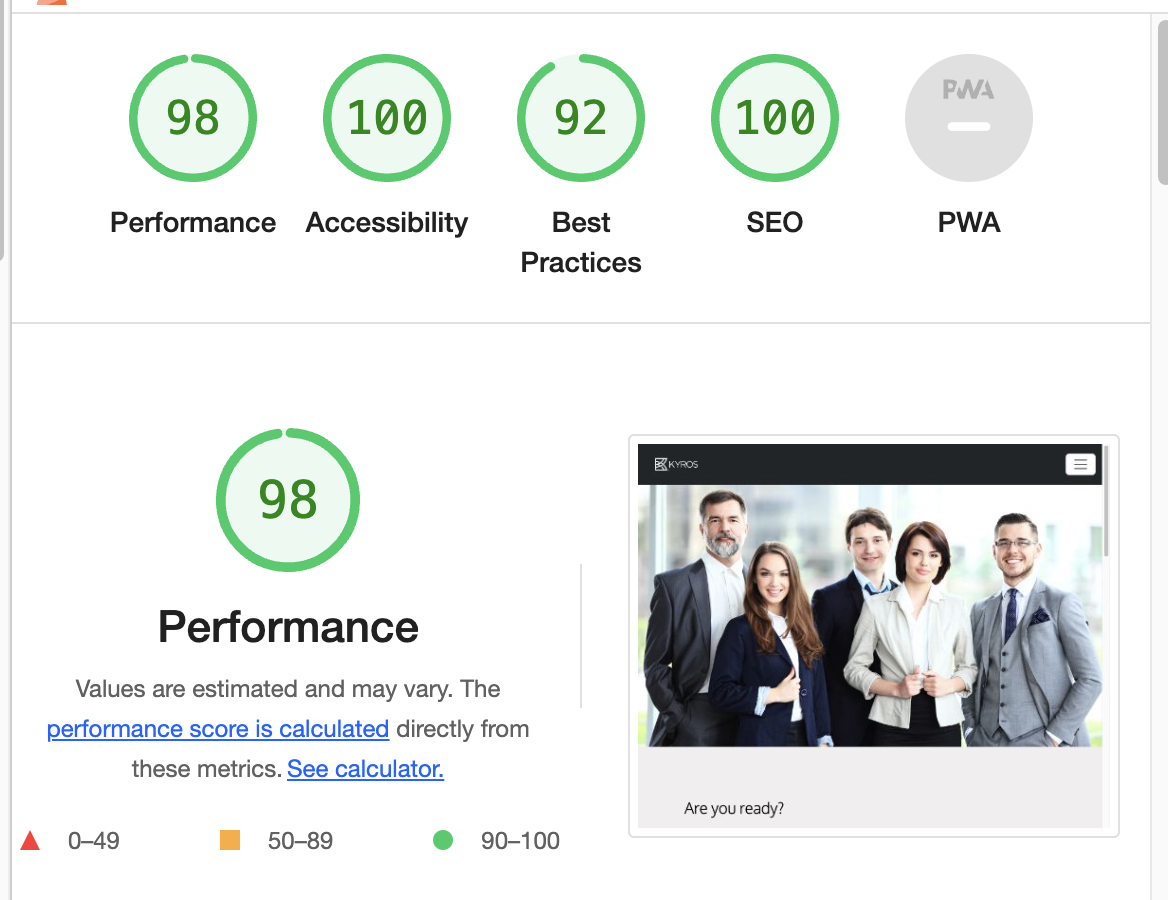 98
100
92
100
PWA
Performance
Accessibility
Best
Practices
SEO
PWA
98
Performance
Values are estimated and may vary. The
performance score is calculated directly from
these metrics. See calculator.
0–49
50–89
90–100
KYROS
Are you ready?